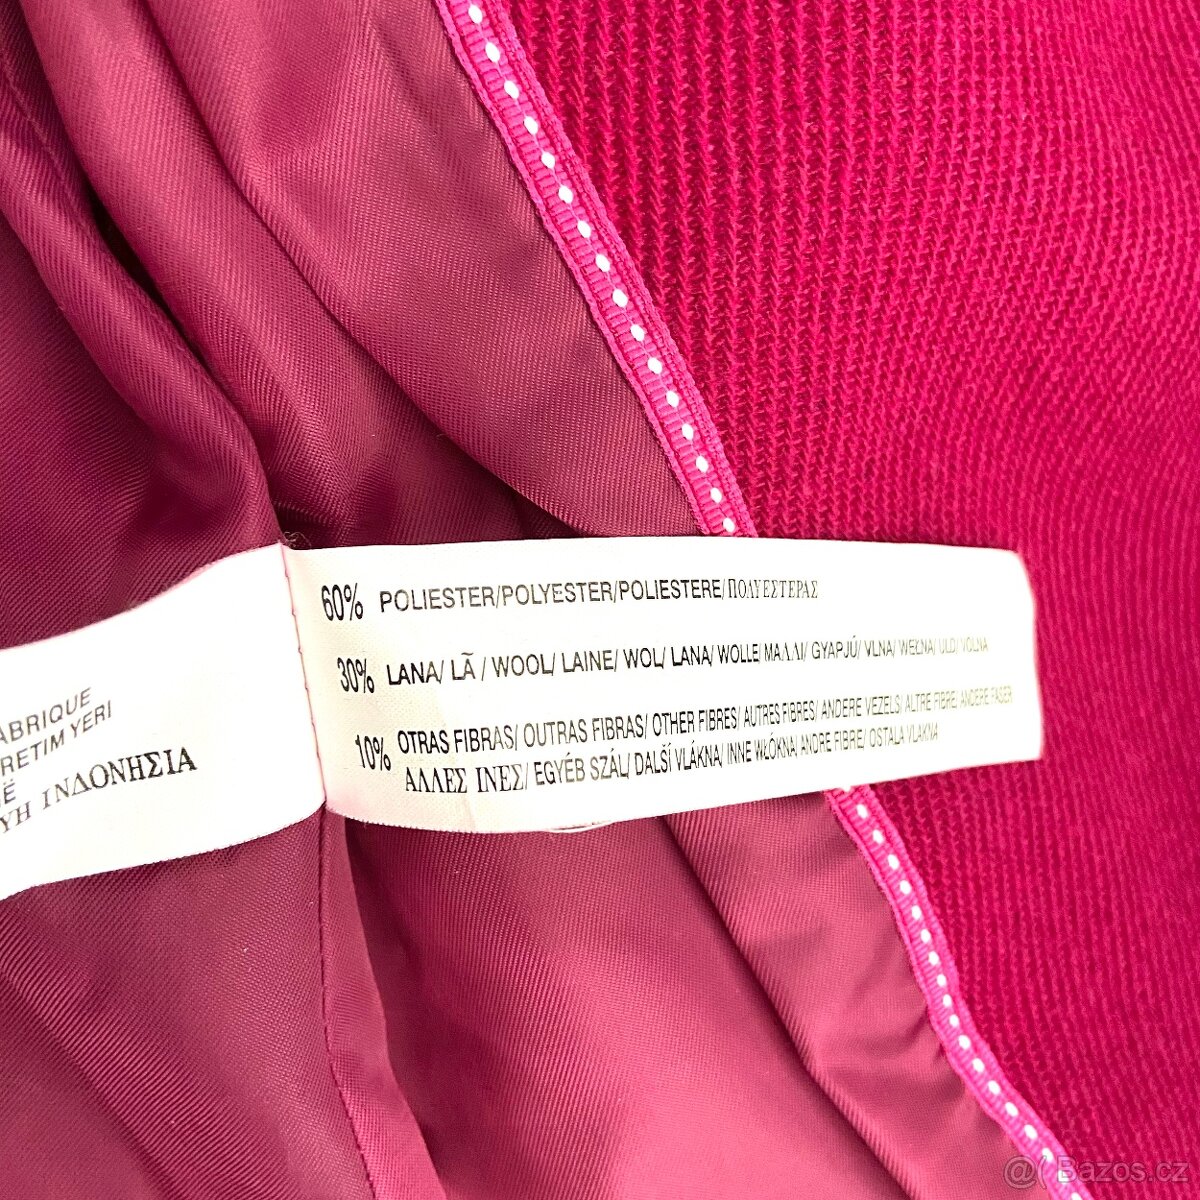 ABRIQUE
RETIM YERI
ΥΗ ΙΝΔΟΝΗΣΙΑ
60% POLIESTER/POLYESTER/POLIESTERE/ΠΟΛΥΕΣΤΕΡΑΣ
30% LANA/ LÃ / WOOL/ LAINE/ WOL/ LANA/ WOLLE/ ΜΑΛΛΙ/ GYAPJÚ/ VLNA/ WEŁNA/ ULD/ VOLNA
10% OTRAS FIBRAS/ OUTRAS FIBRAS/ OTHER FIBRES/ AUTRES FIBRES/ ANDERE VEZELS/ ALTRE FIBRE/ ANDERE FASER
ΑΛΛΕΣ ΙΝΕΣ/ EGYÉB SZÁL/ DALŠÍ VLÁKNA/ INNE WŁÓKNA/ ANDRE FIBRE/ OSTALA VLAKNA
@( Bazos.cz